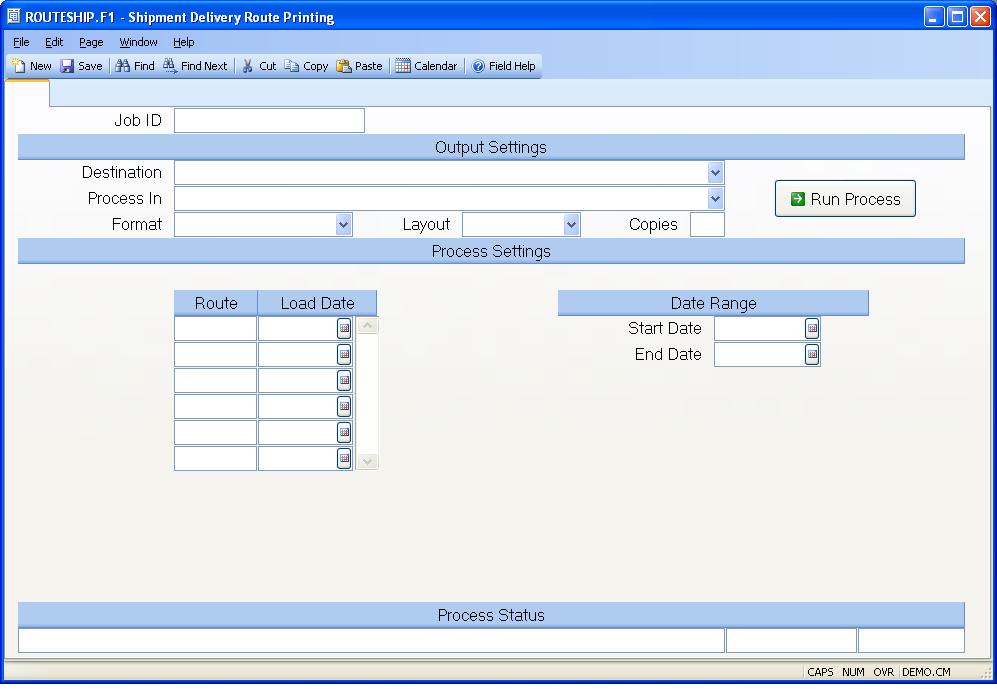 ROUTESHIP.F1 - Shipment Delivery Route Printing
File Edit Page Window Help
New Save Find Find Next Cut Copy Paste Calendar Field Help
Job ID
Output Settings
Destination
Process In
Run Process
Format Layout Copies
Process Settings
Route Load Date Date Range
Start Date
End Date
Process Status
CAPS NUM OVR DEMO.CM